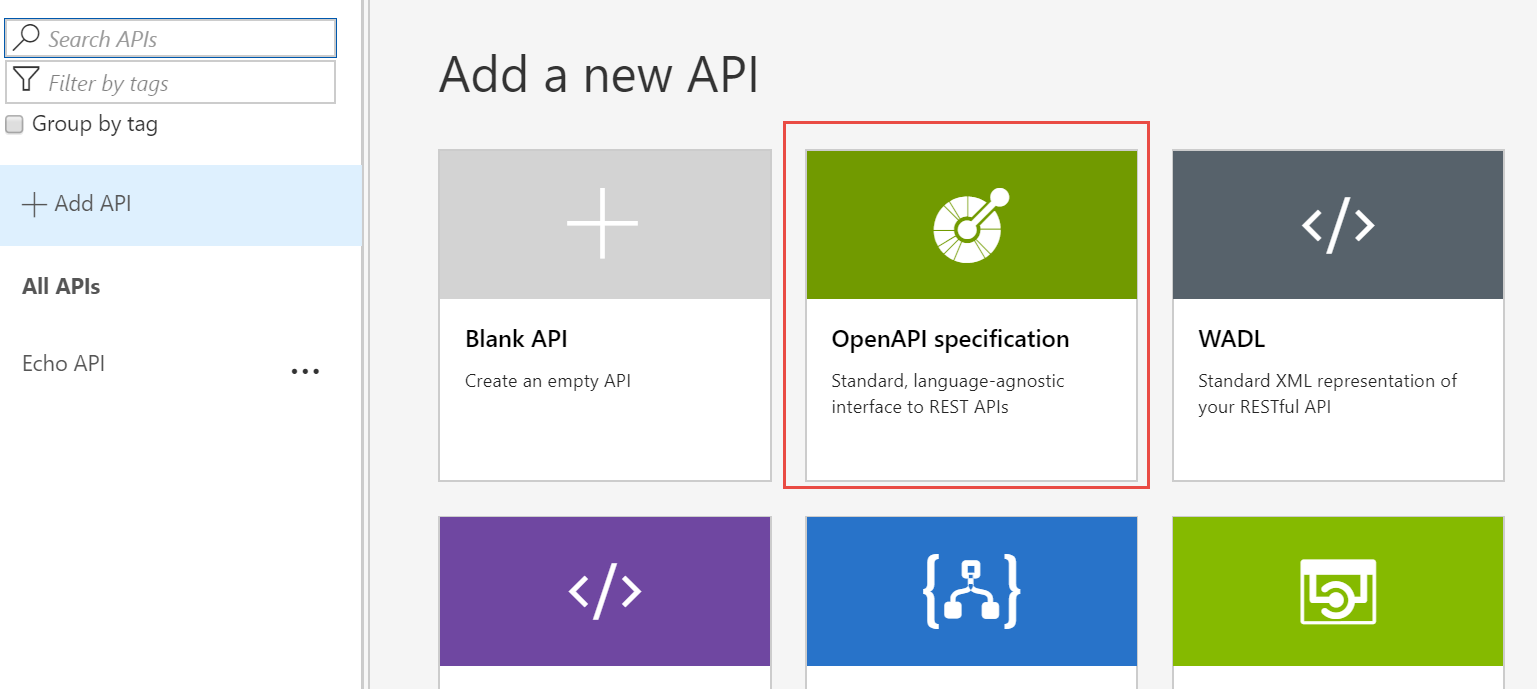 Search APIs
Filter by tags
Group by tag
Add API
All APIs
Echo API
Add a new API
Blank API
Create an empty API
OpenAPI specification
Standard, language-agnostic
interface to REST APIs
WADL
Standard XML representation of
your RESTful API